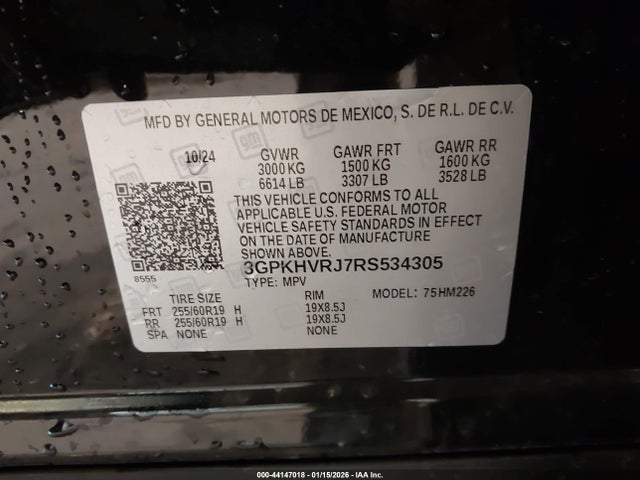 MFD BY GENERAL MOTORS DE MEXICO, S. DE R.L. DE C.V.
10/24 GVWR GAWR FRT GAWR RR
3000 KG 1500 KG 1600 KG
6614 LB 3307 LB 3528 LB
THIS VEHICLE CONFORMS TO ALL
APPLICABLE U.S. FEDERAL MOTOR
VEHICLE SAFETY STANDARDS IN EFFECT
ON THE DATE OF MANUFACTURE
SHOWN ABOVE.
3GPKHVRJ7RS534305
8555
TYPE: MPV MODEL: 75HM226
TIRE SIZE RIM
FRT 255/60R19 H 19X8.5J
RR 255/60R19 H 19X8.5J
SPA NONE NONE
000-44147018 - 01/15/2026 - IAA Inc.